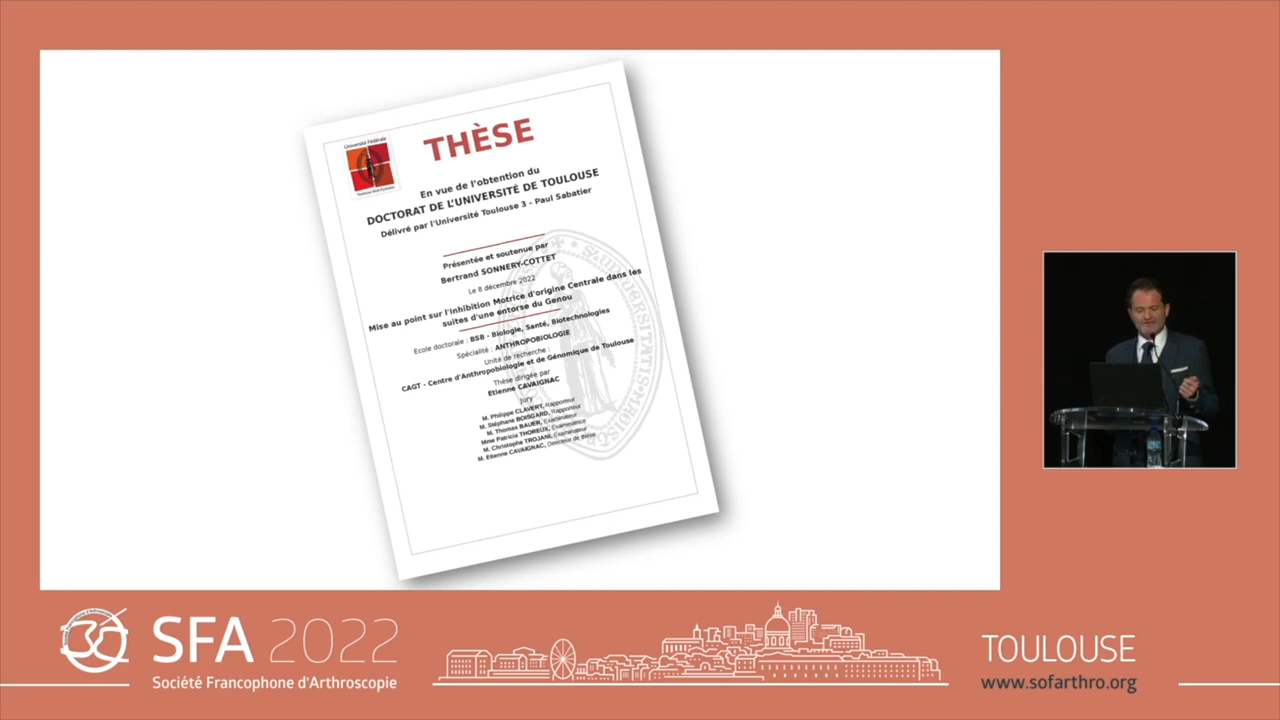 Université Fédérale
Toulouse Midi-Pyrénées
THÈSE
En vue de l'obtention du
DOCTORAT DE L'UNIVERSITÉ DE TOULOUSE
Délivré par l'Université Toulouse 3 - Paul Sabatier
Présentée et soutenue par
Bertrand SONNERY-COTTET
Le 8 décembre 2022
Mise au point sur l'Inhibition Motrice d'origine Centrale dans les
suites d'une entorse du Genou
Ecole doctorale : BSB - Biologie, Santé, Biotechnologies
Spécialité : ANTHROPOBIOLOGIE
Unité de recherche :
CAGT - Centre d'Anthropobiologie et de Génomique de Toulouse
Thèse dirigée par
Etienne CAVAIGNAC
Jury
M. Philippe CLAVERT, Rapporteur
M. Stéphane BOISGARD, Rapporteur
M. Thomas BAUER, Examinateur
Mme Patricia THOREUX, Examinatrice
M. Christophe TROJANI, Examinateur
M. Etienne CAVAIGNAC, Directeur de thèse
30
SFA 2022
Société Francophone d'Arthroscopie
TOULOUSE
www.sofarthro.org